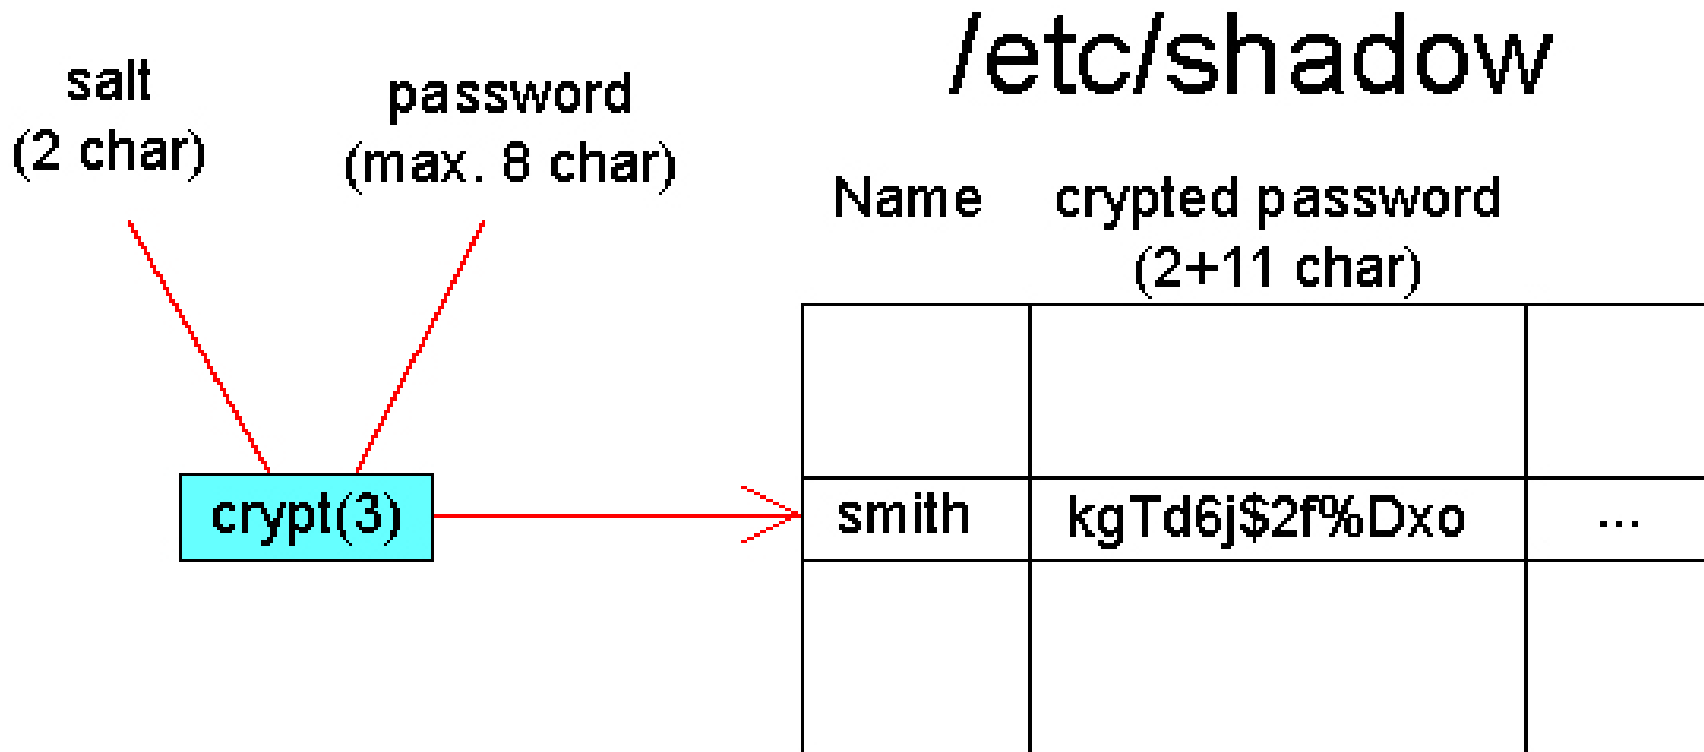 /etc/shadow
salt
(2 char)
password
(max. 8 char)
Name
crypted password
(2+11 char)
crypt(3)
smith
kgTd6j$2f%Dxo
...